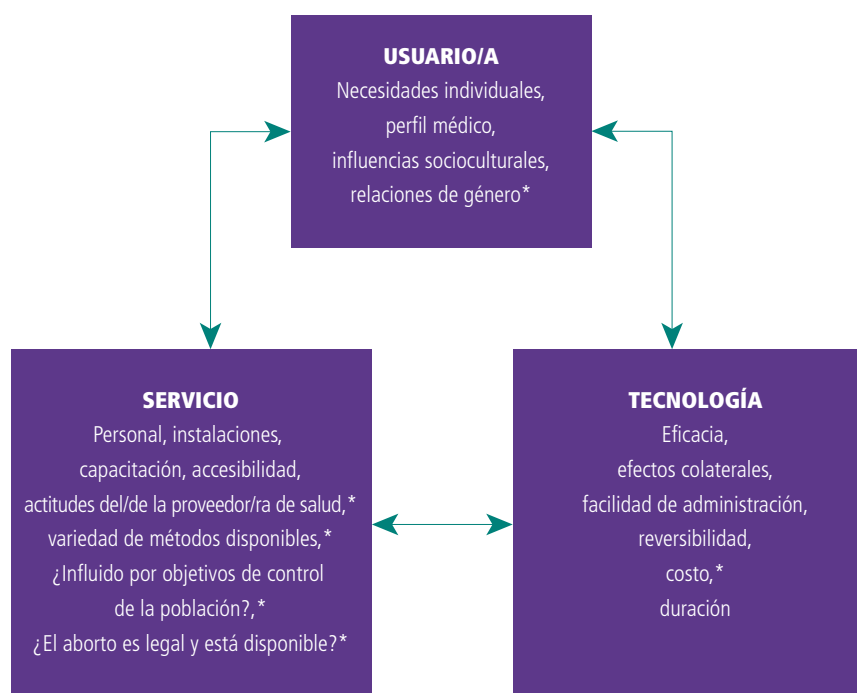 USUARIO/A
Necesidades individuales,
perfil médico,
influencias socioculturales,
relaciones de género*
SERVICIO
Personal, instalaciones,
capacitación, accesibilidad,
actitudes del/de la proveedor/ra de salud,*
variedad de métodos disponibles,*
¿Influido por objetivos de control
de la población?,*
¿El aborto es legal y está disponible?*
TECNOLOGÍA
Eficacia,
efectos colaterales,
facilidad de administración,
reversibilidad,
costo,*
duración